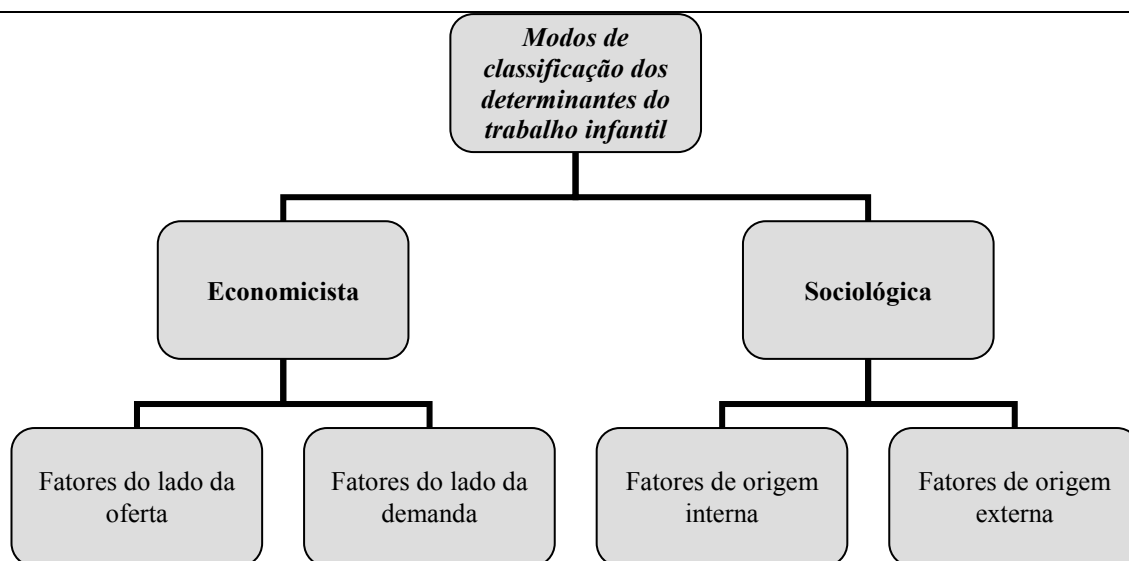 Modos de
classificação dos
determinantes do
trabalho infantil
Economicista
Sociológica
Fatores do lado da
oferta
Fatores do lado da
demanda
Fatores de origem
interna
Fatores de origem
externa